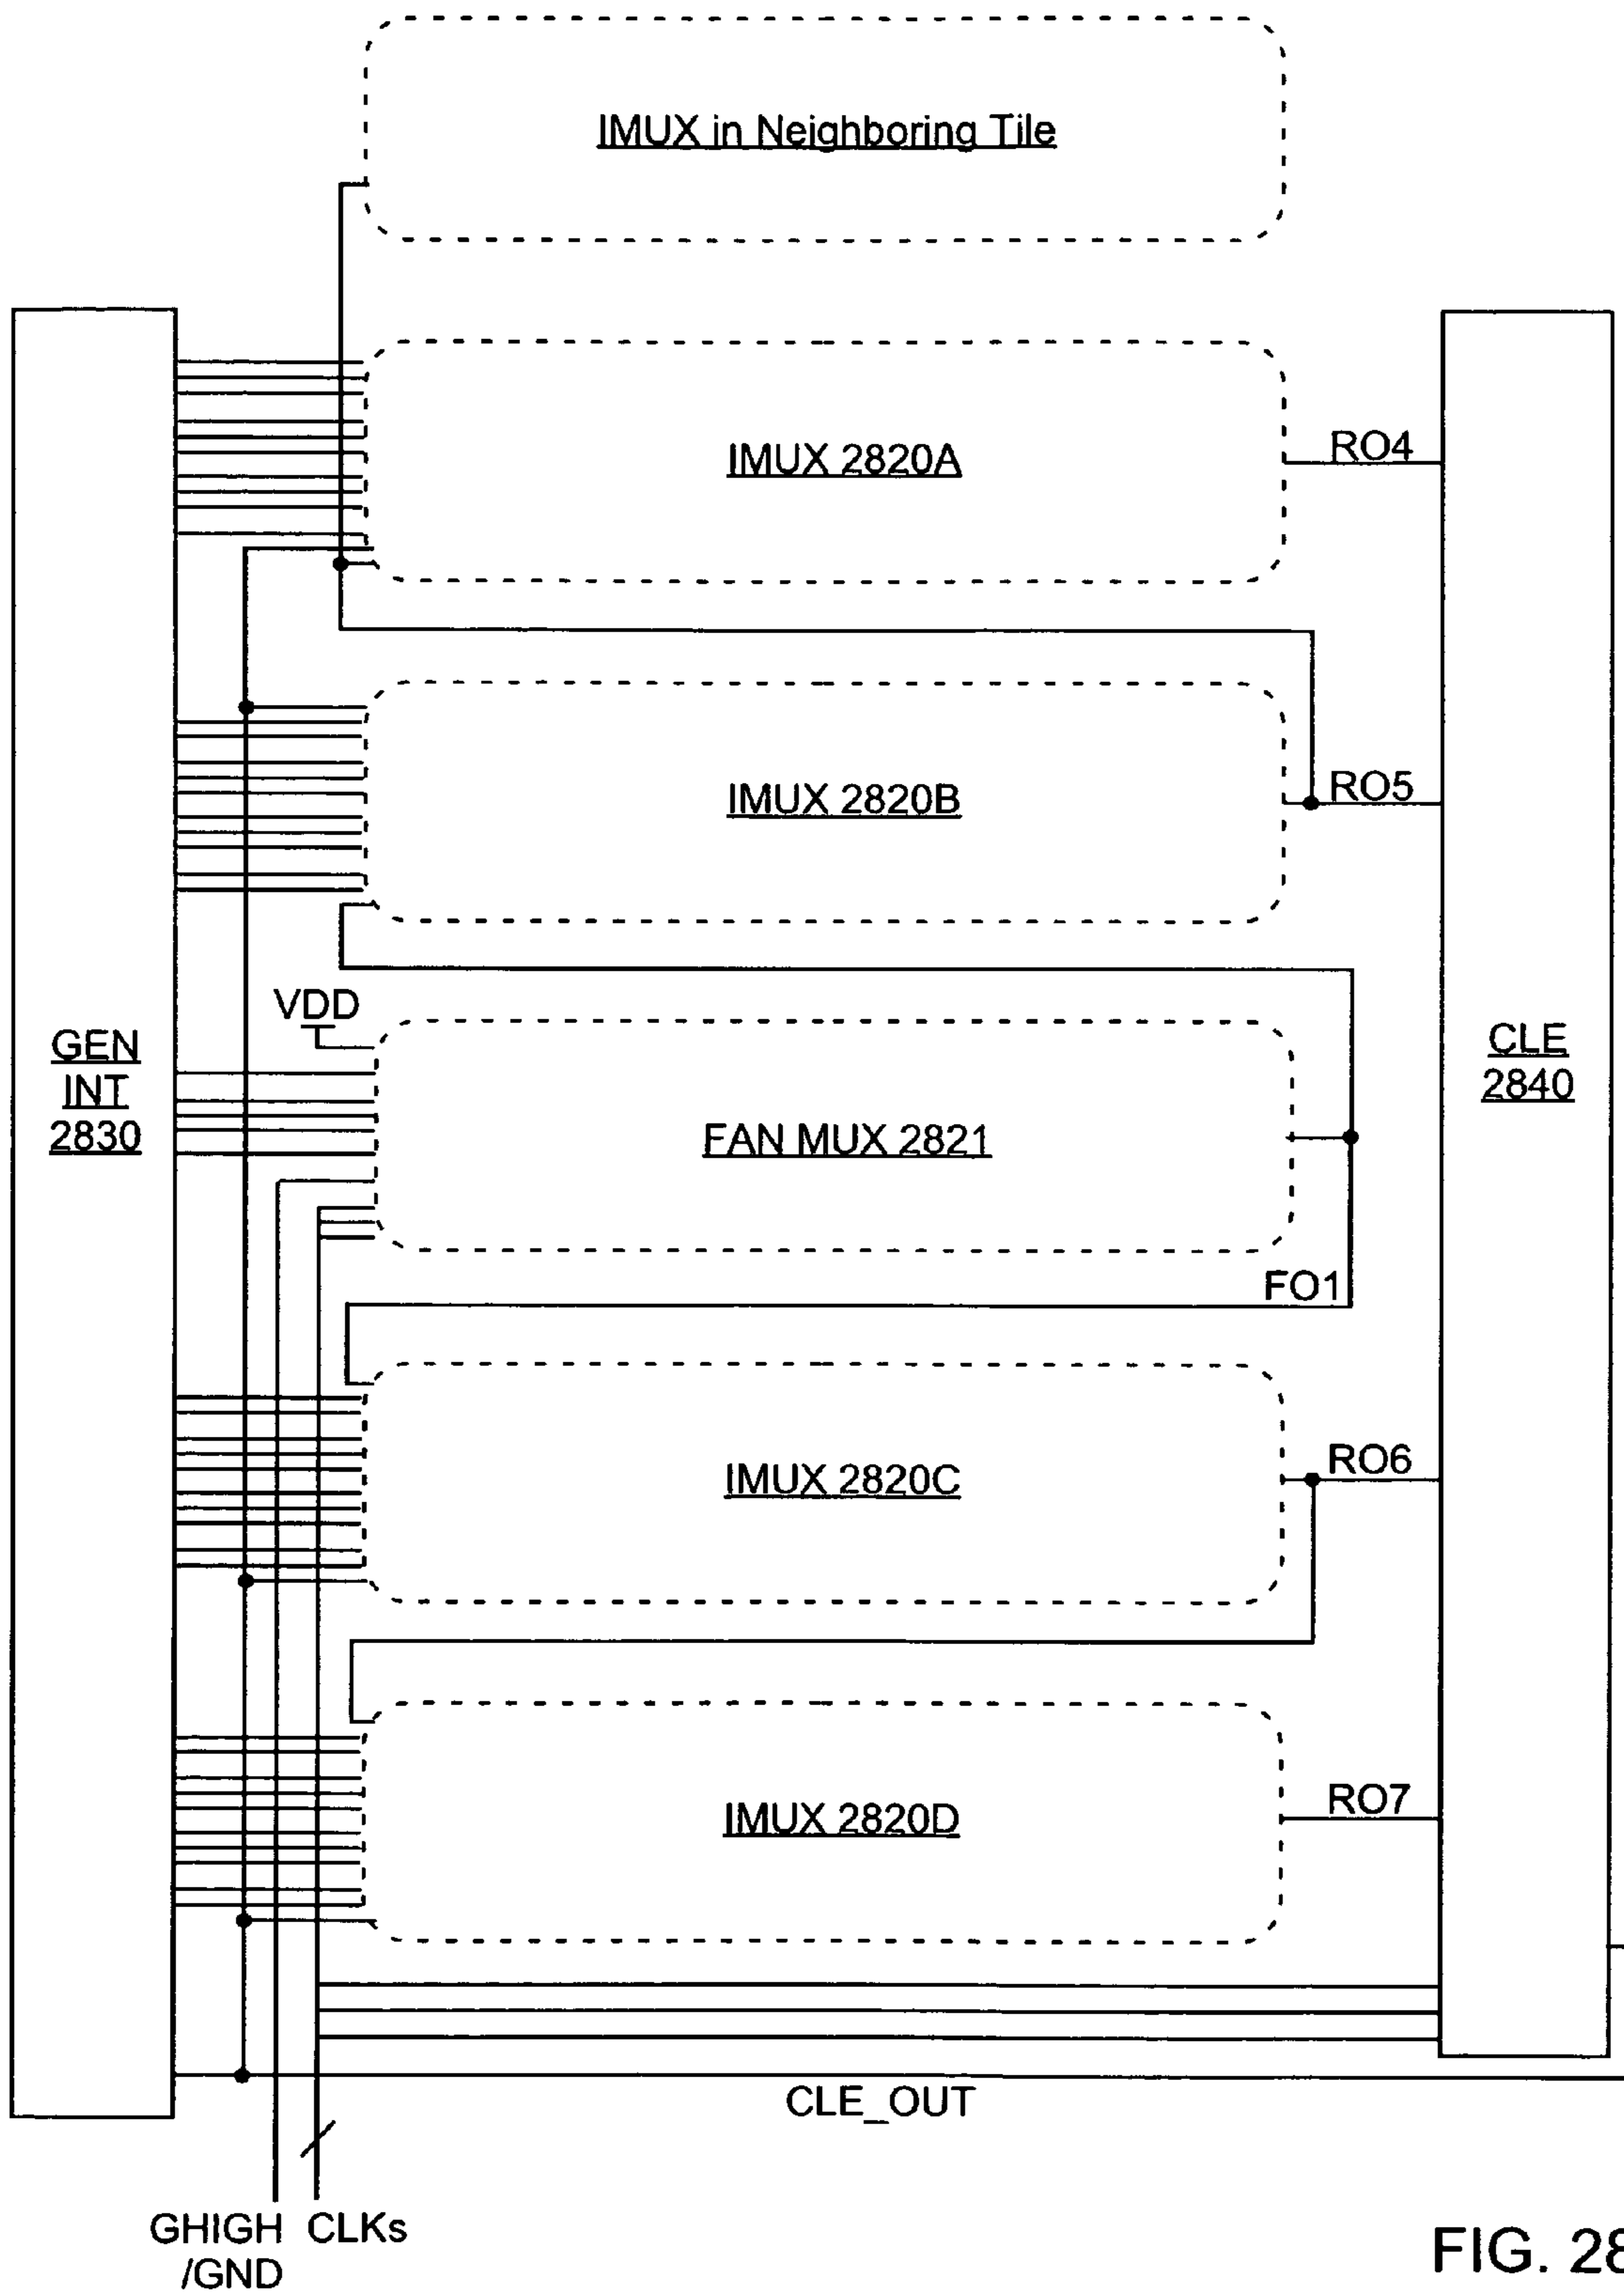 IMUX in Neighboring Tile
IMUX 2820A
RO4
IMUX 2820B
RO5
VDD
GEN
INT
2830
FAN MUX 2821
CLE
2840
FO1
IMUX 2820C
RO6
IMUX 2820D
RO7
CLE_OUT
GHIGH
/GND
CLKs
FIG. 28